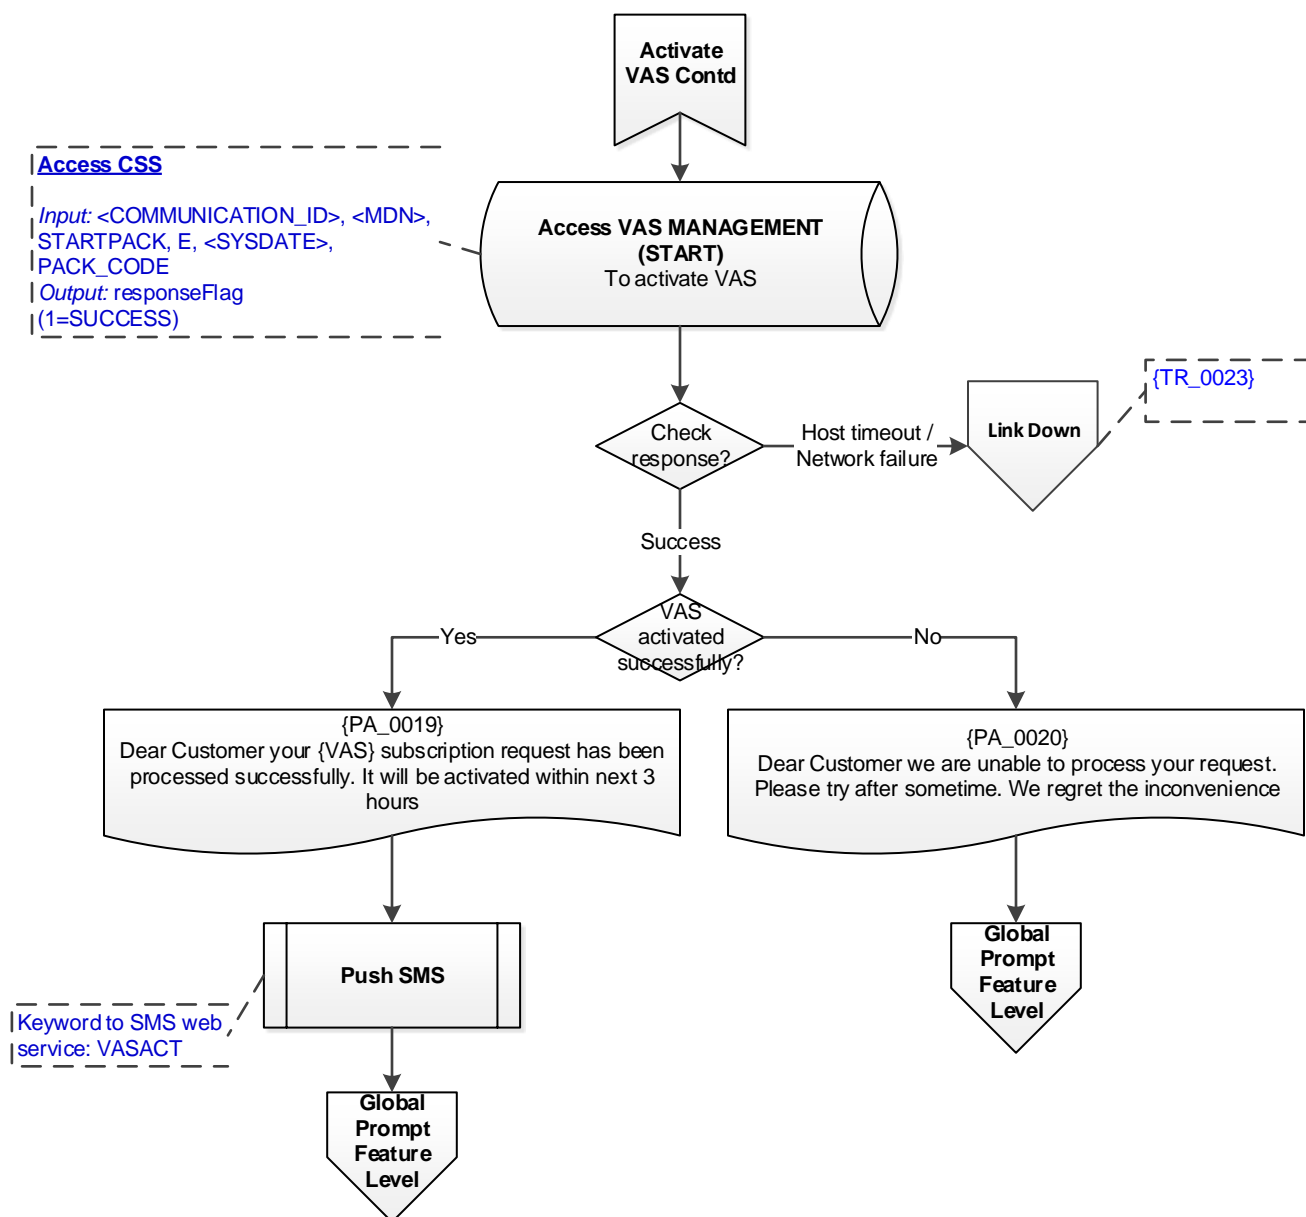 Activate
VAS Contd
Access CSS
Input: <COMMUNICATION_ID>, <MDN>,
STARTPACK, E, <SYSDATE>,
PACK_CODE
Output: responseFlag
(1=SUCCESS)
Access VAS MANAGEMENT
(START)
To activate VAS
{TR_0023}
Check
response?
Host timeout /
Network failure
Link Down
Success
VAS
activated
successfully?
Yes
No
{PA_0019}
Dear Customer your {VAS} subscription request has been
processed successfully. It will be activated within next 3
hours
{PA_0020}
Dear Customer we are unable to process your request.
Please try after sometime. We regret the inconvenience
Push SMS
Global
Prompt
Feature
Level
Keyword to SMS web
service: VASACT
Global
Prompt
Feature
Level